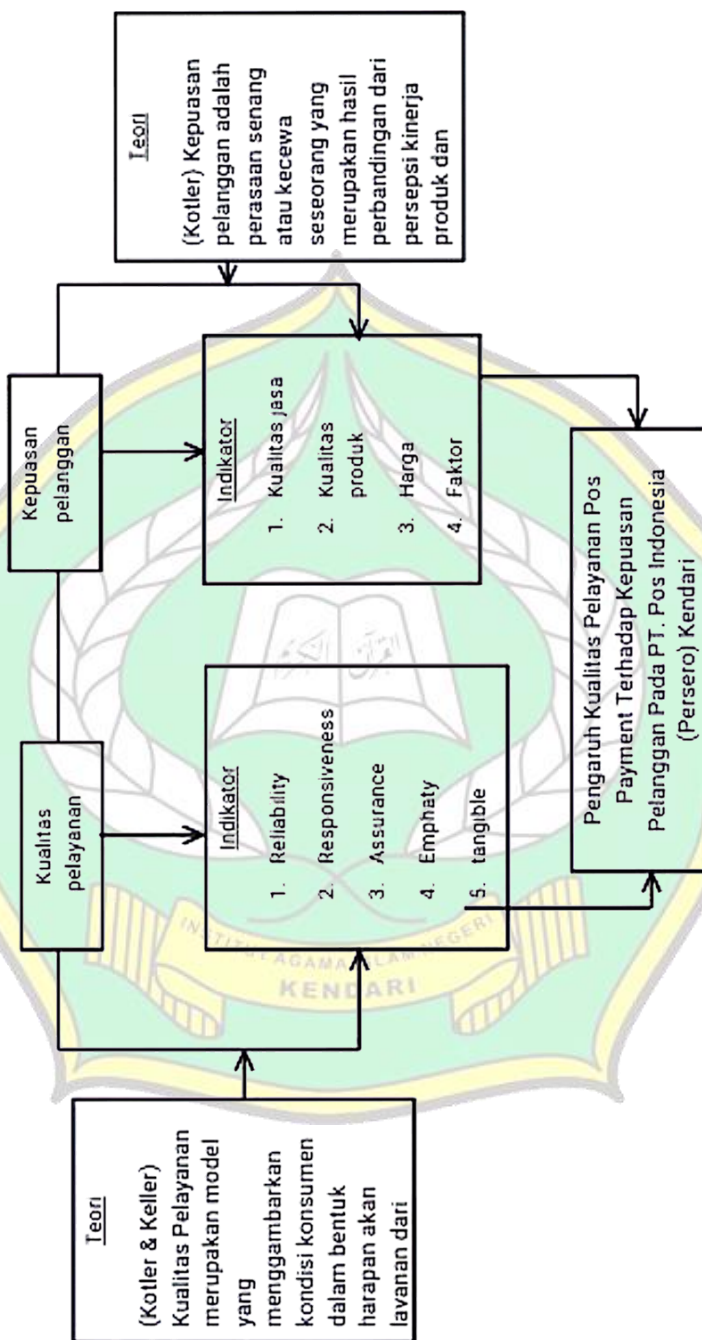 Kualitas
pelayanan
Kepuasan
pelanggan
Teori
(Kotler & Keller)
Kualitas Pelayanan
merupakan model
yang
menggambarkan
kondisi konsumen
dalam bentuk
harapan akan
layanan dari
Indikator
1. Reliability
2. Responsiveness
3. Assurance
4. Emphaty
5. tangible
Indikator
1. Kualitas jasa
2. Kualitas
produk
3. Harga
4. Faktor
Teori
(Kotler) Kepuasan
pelanggan adalah
perasaan senang
atau kecewa
seseorang yang
merupakan hasil
perbandingan dari
persepsi kinerja
produk dan
Pengaruh Kualitas Pelayanan Pos
Payment Terhadap Kepuasan
Pelanggan Pada PT. Pos Indonesia
(Persero) Kendari
INSTITUT AGAMA ISLAM NEGERI
KENDARI